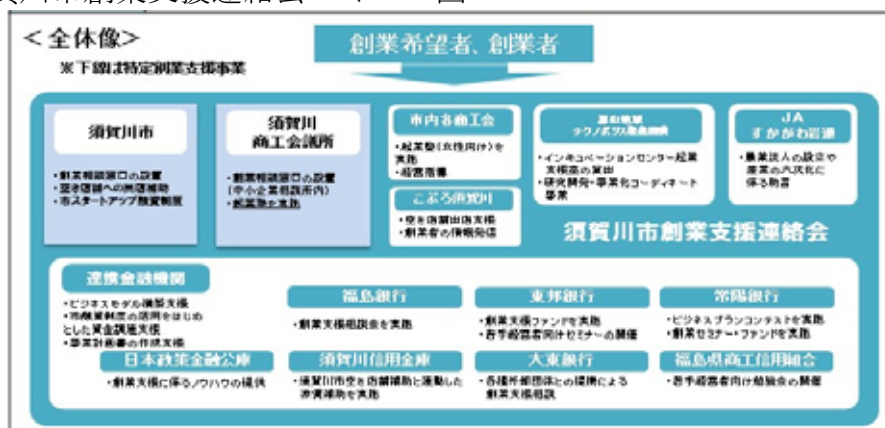 ＜全体像＞
※下線は特定創業支援事業
創業希望者、創業者
須賀川市
・創業相談窓口の設置
・空き店舗への出店補助
・市スタートアップ融資制度
須賀川
商工会議所
・創業相談窓口の設置
(中小企業相談所内)
・起業塾を実施
市内各商工会
・起業塾(女性向け)を
実施
・経営指導
こぷろ須賀川
・空き店舗出店支援
・創業者の情報発信
テクノポリス推進機構
・インキュベーションセンター起業
支援室の貸出
・研究開発・事業化コーディネート
事業
JA
すかがわ岩瀬
・農業法人の設立や
産業の六次化に
係る助言
須賀川市創業支援連絡会
連携金融機関
・ビジネスモデル構築支援
・市融資制度の活用をはじめ
とした資金調達支援
・事業計画書の作成支援
福島銀行
・創業支援相談会を実施
東邦銀行
・創業支援ファンドを実施
・若手経営者向けセミナーの開催
常陽銀行
・ビジネスプランコンテストを実施
・創業セミナー・ファンドを実施
日本政策金融公庫
・創業支援に係るノウハウの提供
須賀川信用金庫
・須賀川市空き店舗補助と連動した
融資補助を実施
大東銀行
・各種外部団体との連携による
創業支援相談
福島県商工信用組合
・若手経営者向け勉強会の開催